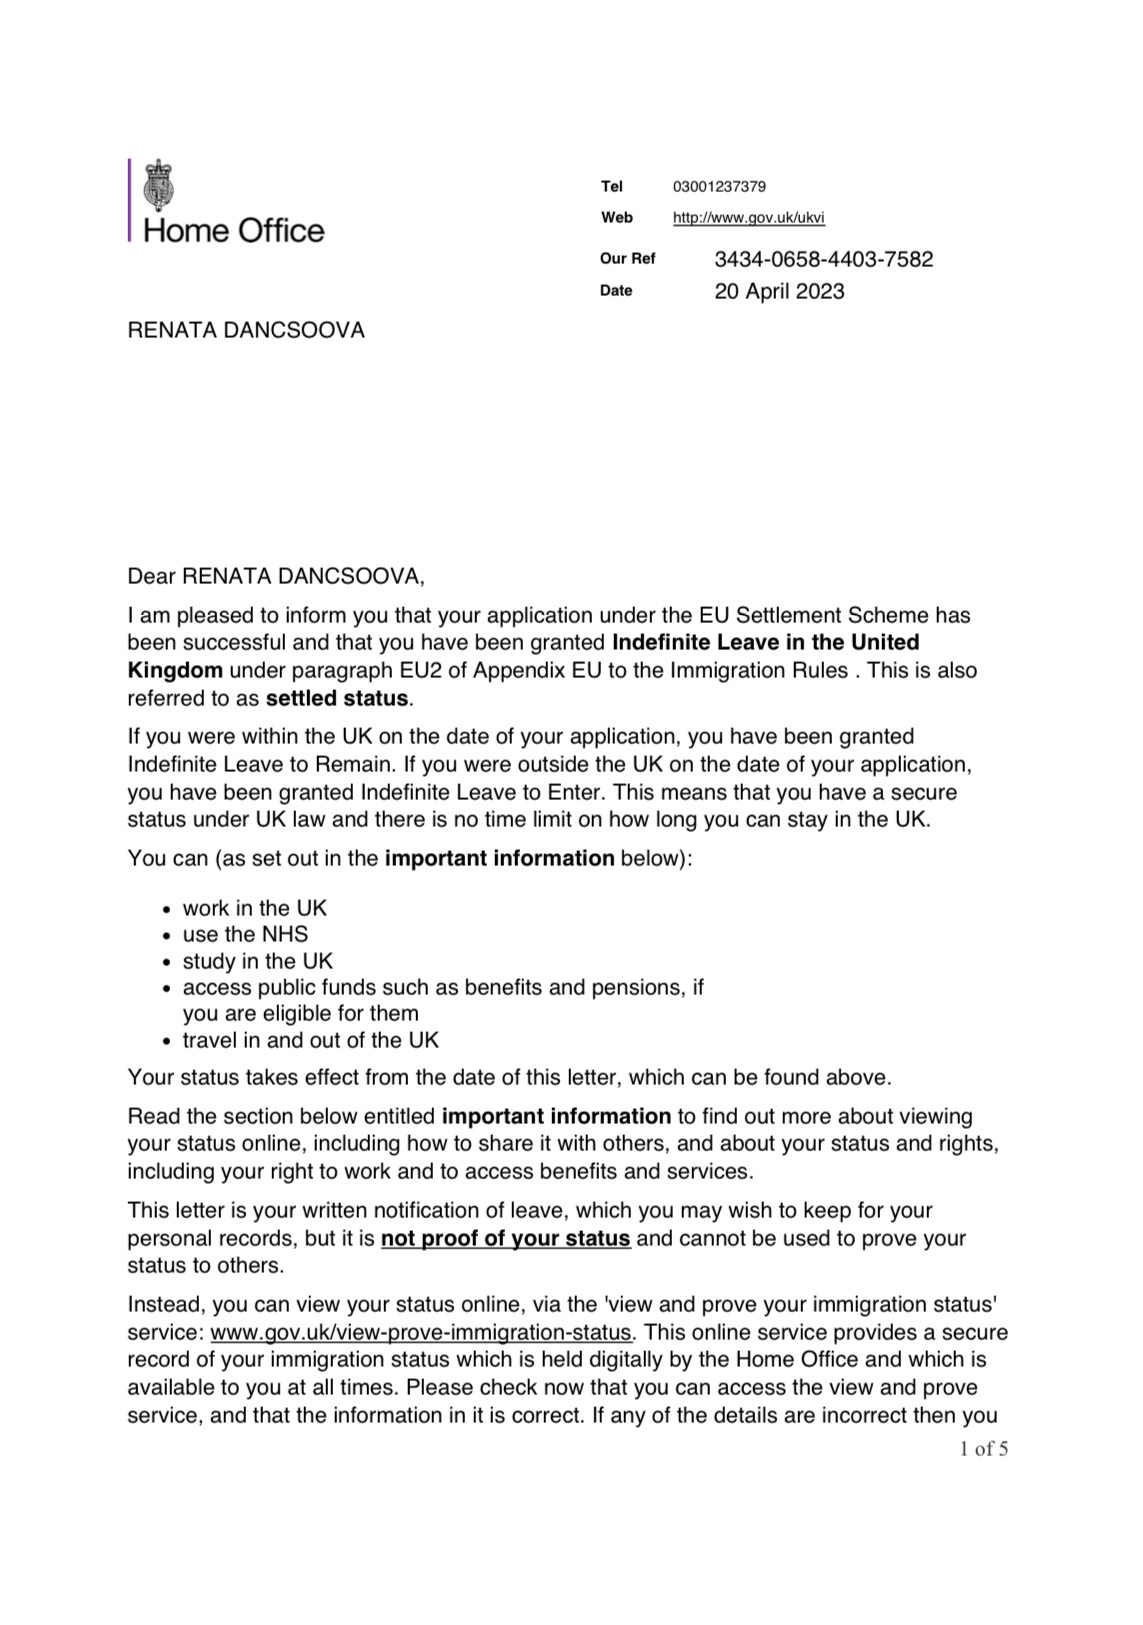 Home Office
Tel 03001237379
Web http://www.gov.uk/ukvi
Our Ref 3434-0658-4403-7582
Date 20 April 2023
RENATA DANCSOOVA
Dear RENATA DANCSOOVA,
I am pleased to inform you that your application under the EU Settlement Scheme has
been successful and that you have been granted Indefinite Leave in the United
Kingdom under paragraph EU2 of Appendix EU to the Immigration Rules . This is also
referred to as settled status.
If you were within the UK on the date of your application, you have been granted
Indefinite Leave to Remain. If you were outside the UK on the date of your application,
you have been granted Indefinite Leave to Enter. This means that you have a secure
status under UK law and there is no time limit on how long you can stay in the UK.
You can (as set out in the important information below):
• work in the UK
• use the NHS
• study in the UK
• access public funds such as benefits and pensions, if
you are eligible for them
• travel in and out of the UK
Your status takes effect from the date of this letter, which can be found above.
Read the section below entitled important information to find out more about viewing
your status online, including how to share it with others, and about your status and rights,
including your right to work and to access benefits and services.
This letter is your written notification of leave, which you may wish to keep for your
personal records, but it is not proof of your status and cannot be used to prove your
status to others.
Instead, you can view your status online, via the 'view and prove your immigration status'
service: www.gov.uk/view-prove-immigration-status. This online service provides a secure
record of your immigration status which is held digitally by the Home Office and which is
available to you at all times. Please check now that you can access the view and prove
service, and that the information in it is correct. If any of the details are incorrect then you
1 of 5